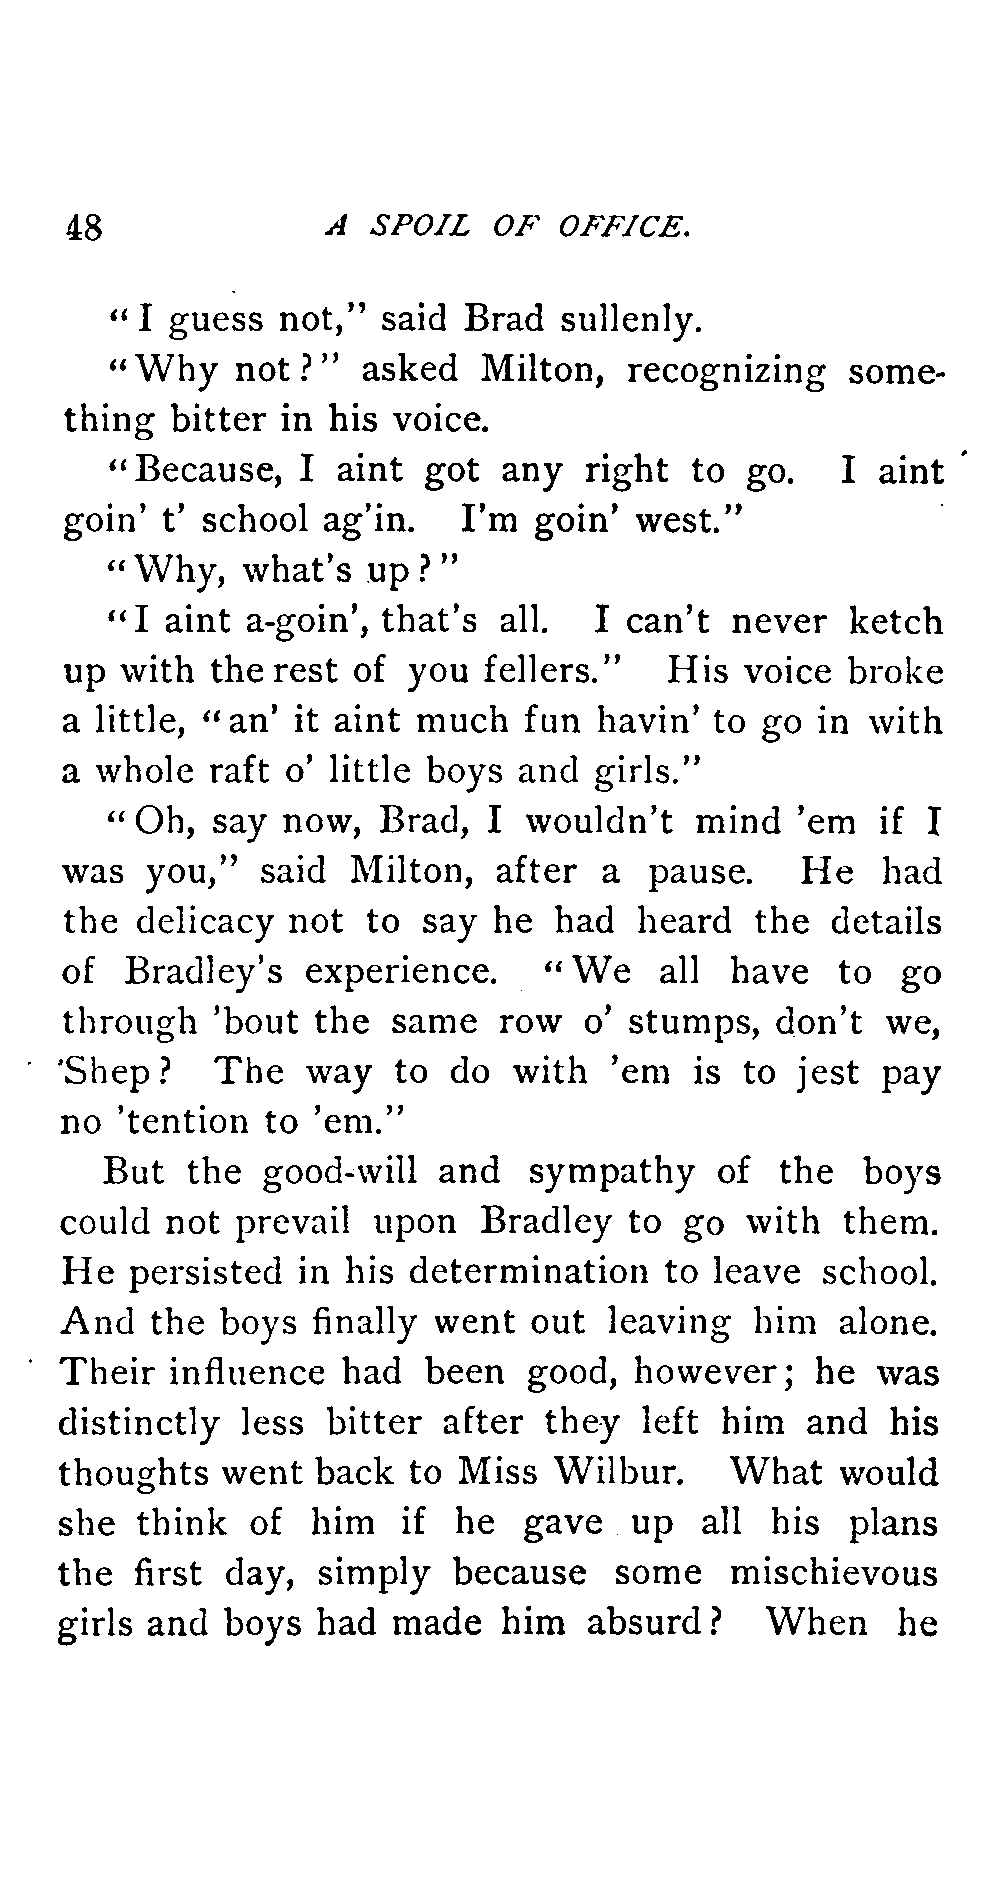 48 A SPOIL OF OFFICE.
"I guess not," said Brad sullenly.
"Why not?" asked Milton, recognizing some-
thing bitter in his voice.
"Because, I aint got any right to go. I aint
goin' t' school ag'in. I'm goin' west."
"Why, what's up?"
"I aint a-goin', that's all. I can't never ketch
up with the rest of you fellers." His voice broke
a little, "an' it aint much fun havin' to go in with
a whole raft o' little boys and girls."
"Oh, say now, Brad, I wouldn't mind 'em if I
was you," said Milton, after a pause. He had
the delicacy not to say he had heard the details
of Bradley's experience. "We all have to go
through 'bout the same row o' stumps, don't we,
'Shep? The way to do with 'em is to jest pay
no 'tention to 'em."
But the good-will and sympathy of the boys
could not prevail upon Bradley to go with them.
He persisted in his determination to leave school.
And the boys finally went out leaving him alone.
Their influence had been good, however; he was
distinctly less bitter after they left him and his
thoughts went back to Miss Wilbur. What would
she think of him if he gave up all his plans
the first day, simply because some mischievous
girls and boys had made him absurd? When he